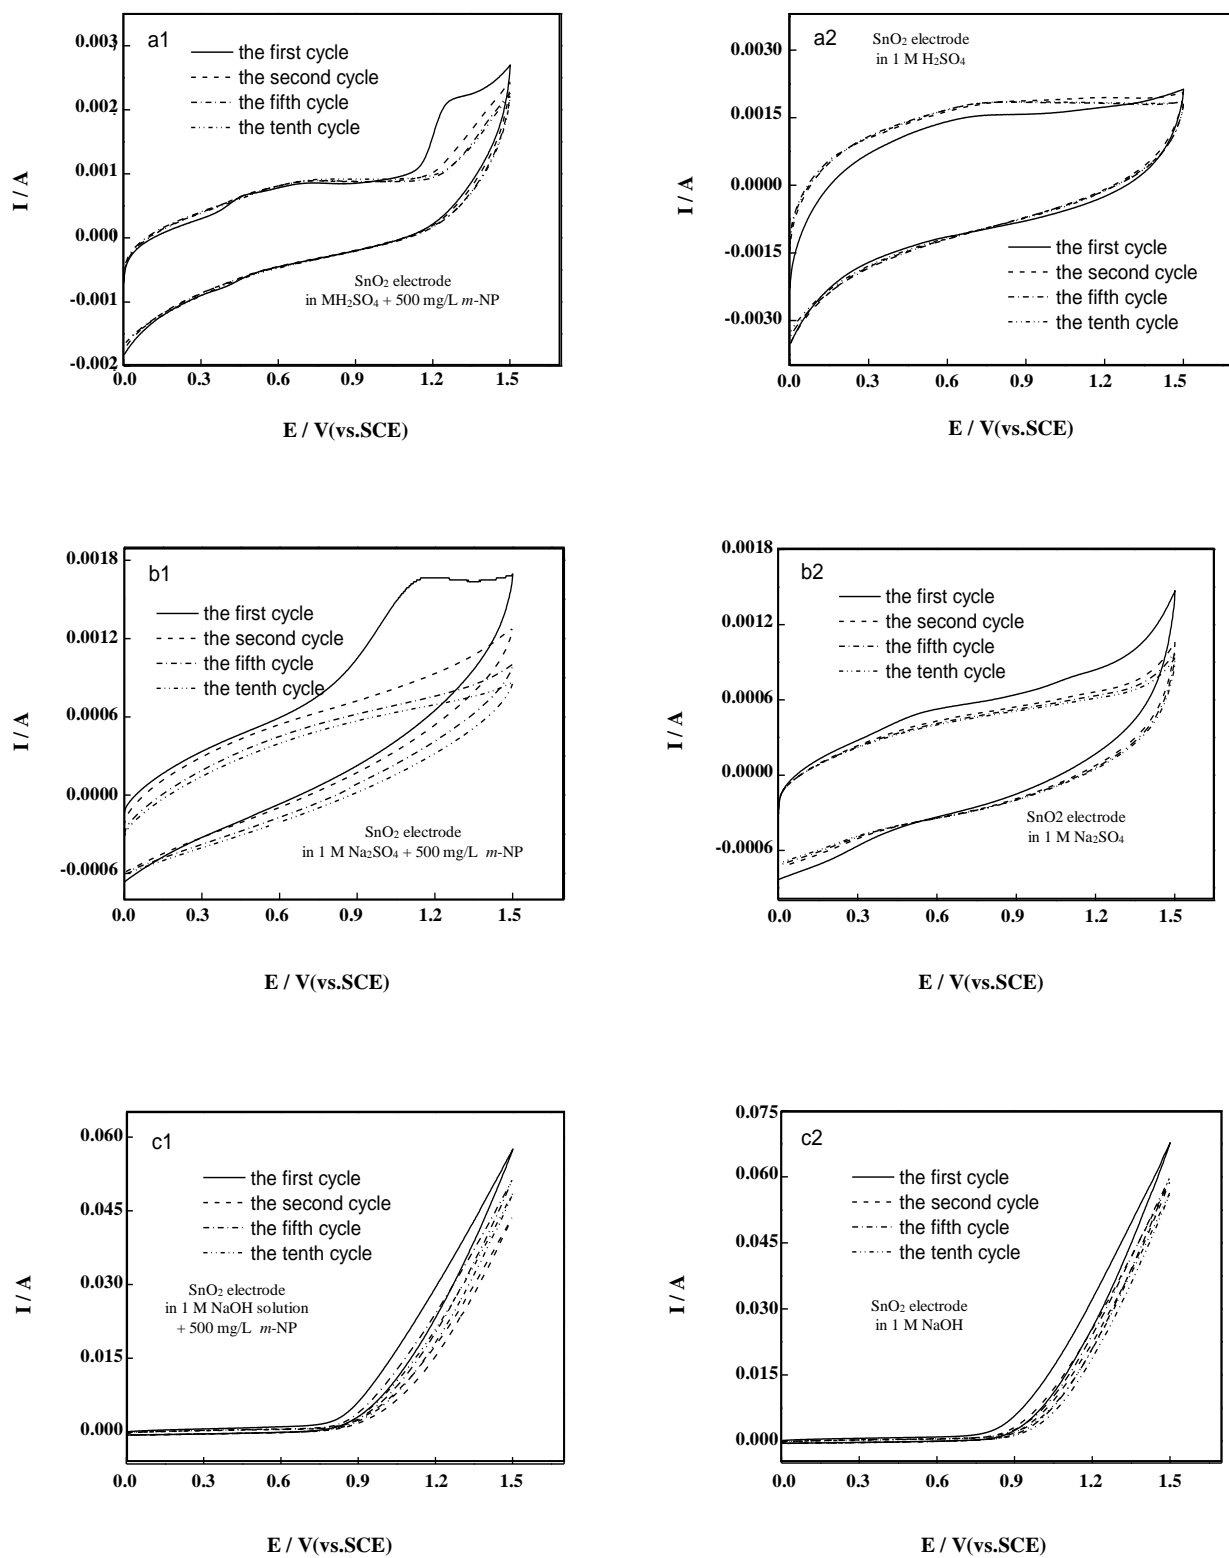 a1
the first cycle
the second cycle
the fifth cycle
the tenth cycle
0.003
0.002
0.001
0.000
-0.001
-0.002
I / A
SnO₂ electrode
in MH₂SO₄ + 500 mg/L m-NP
0.0 0.3 0.6 0.9 1.2 1.5
E / V(vs.SCE)
a2
SnO₂ electrode
in 1 M H₂SO₄
0.0030
0.0015
0.0000
-0.0015
-0.0030
I / A
the first cycle
the second cycle
the fifth cycle
the tenth cycle
0.0 0.3 0.6 0.9 1.2 1.5
E / V(vs.SCE)
b1
the first cycle
the second cycle
the fifth cycle
the tenth cycle
0.0018
0.0012
0.0006
0.0000
-0.0006
I / A
SnO₂ electrode
in 1 M Na₂SO₄ + 500 mg/L m-NP
0.0 0.3 0.6 0.9 1.2 1.5
E / V(vs.SCE)
b2
the first cycle
the second cycle
the fifth cycle
the tenth cycle
0.0018
0.0012
0.0006
0.0000
-0.0006
I / A
SnO2 electrode
in 1 M Na₂SO₄
0.0 0.3 0.6 0.9 1.2 1.5
E / V(vs.SCE)
c1
the first cycle
the second cycle
the fifth cycle
the tenth cycle
0.060
0.045
0.030
0.015
0.000
I / A
SnO₂ electrode
in 1 M NaOH solution
+ 500 mg/L m-NP
0.0 0.3 0.6 0.9 1.2 1.5
E / V(vs.SCE)
c2
the first cycle
the second cycle
the fifth cycle
the tenth cycle
0.075
0.060
0.045
0.030
0.015
0.000
I / A
SnO₂ electrode
in 1 M NaOH
0.0 0.3 0.6 0.9 1.2 1.5
E / V(vs.SCE)